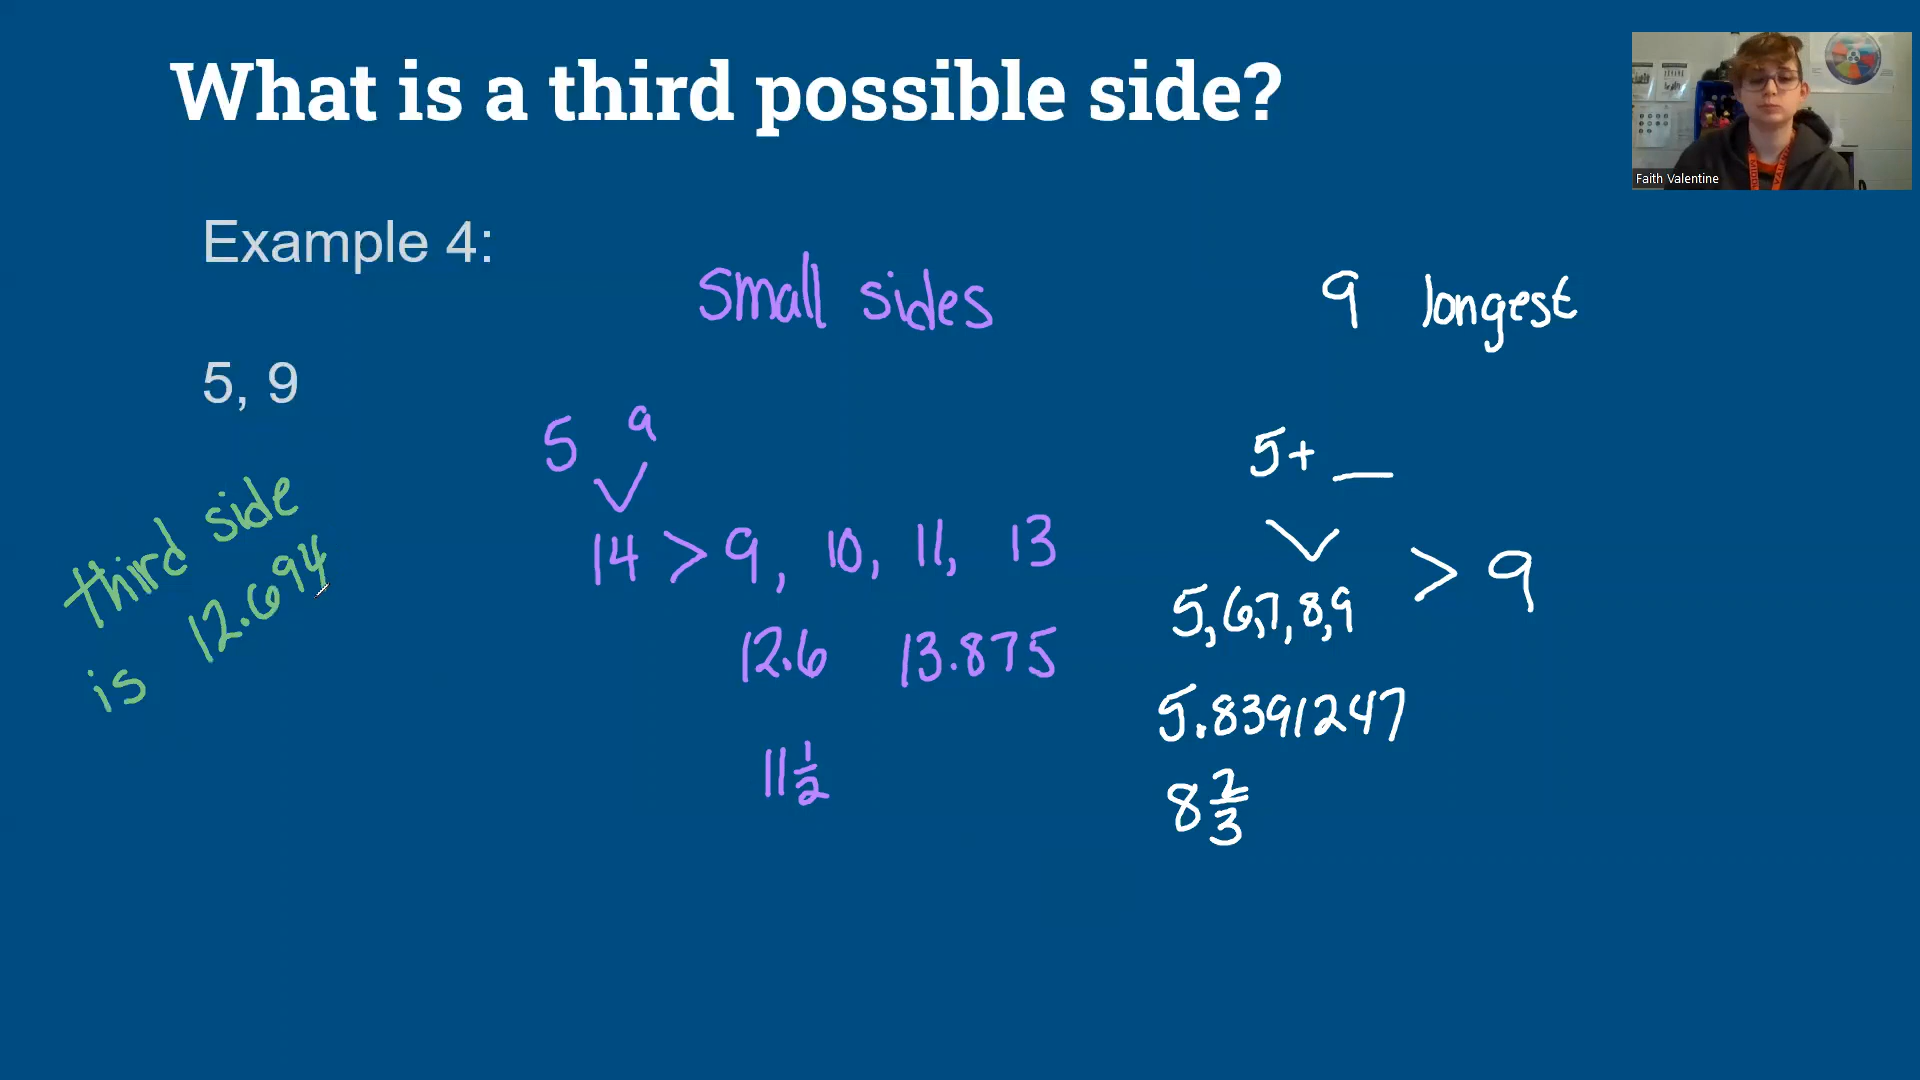 What is a third possible side?
Faith Valentine
Example 4:
5, 9
third side
is 12.694
small sides
5 9
14 > 9, 10, 11, 13
12.6 13.875
11 1/2
9 longest
5+ __
5,6,7,8,9 > 9
5.8391247
8 2/3